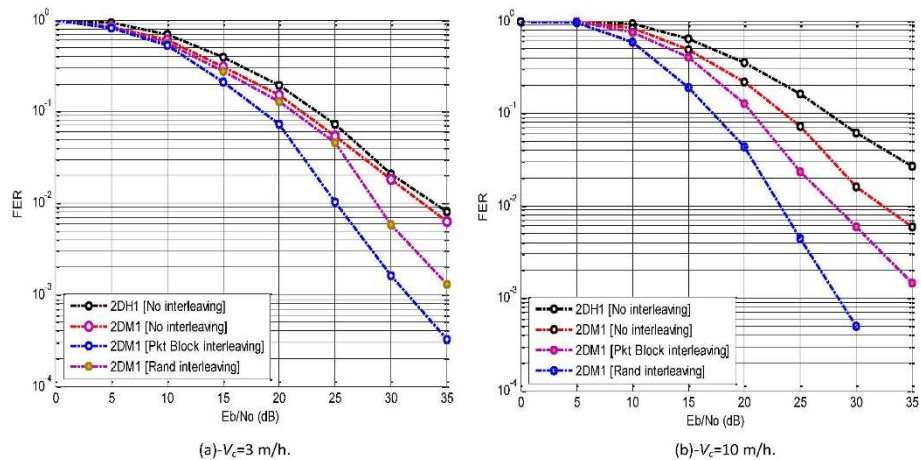 10^0
10^-1
10^-2
10^-3
10^-4
FER
2DH1 [No interleaving]
2DM1 [No interleaving]
2DM1 [Pkt Block interleaving]
2DM1 [Rand interleaving]
0 5 10 15 20 25 30 35
Eb/No (dB)
(a)-Vc=3 m/h.
10^0
10^-1
10^-2
10^-3
10^-4
FER
2DH1 [No interleaving]
2DM1 [No interleaving]
2DM1 [Pkt Block interleaving]
2DM1 [Rand interleaving]
0 5 10 15 20 25 30 35
Eb/No (dB)
(b)-Vc=10 m/h.